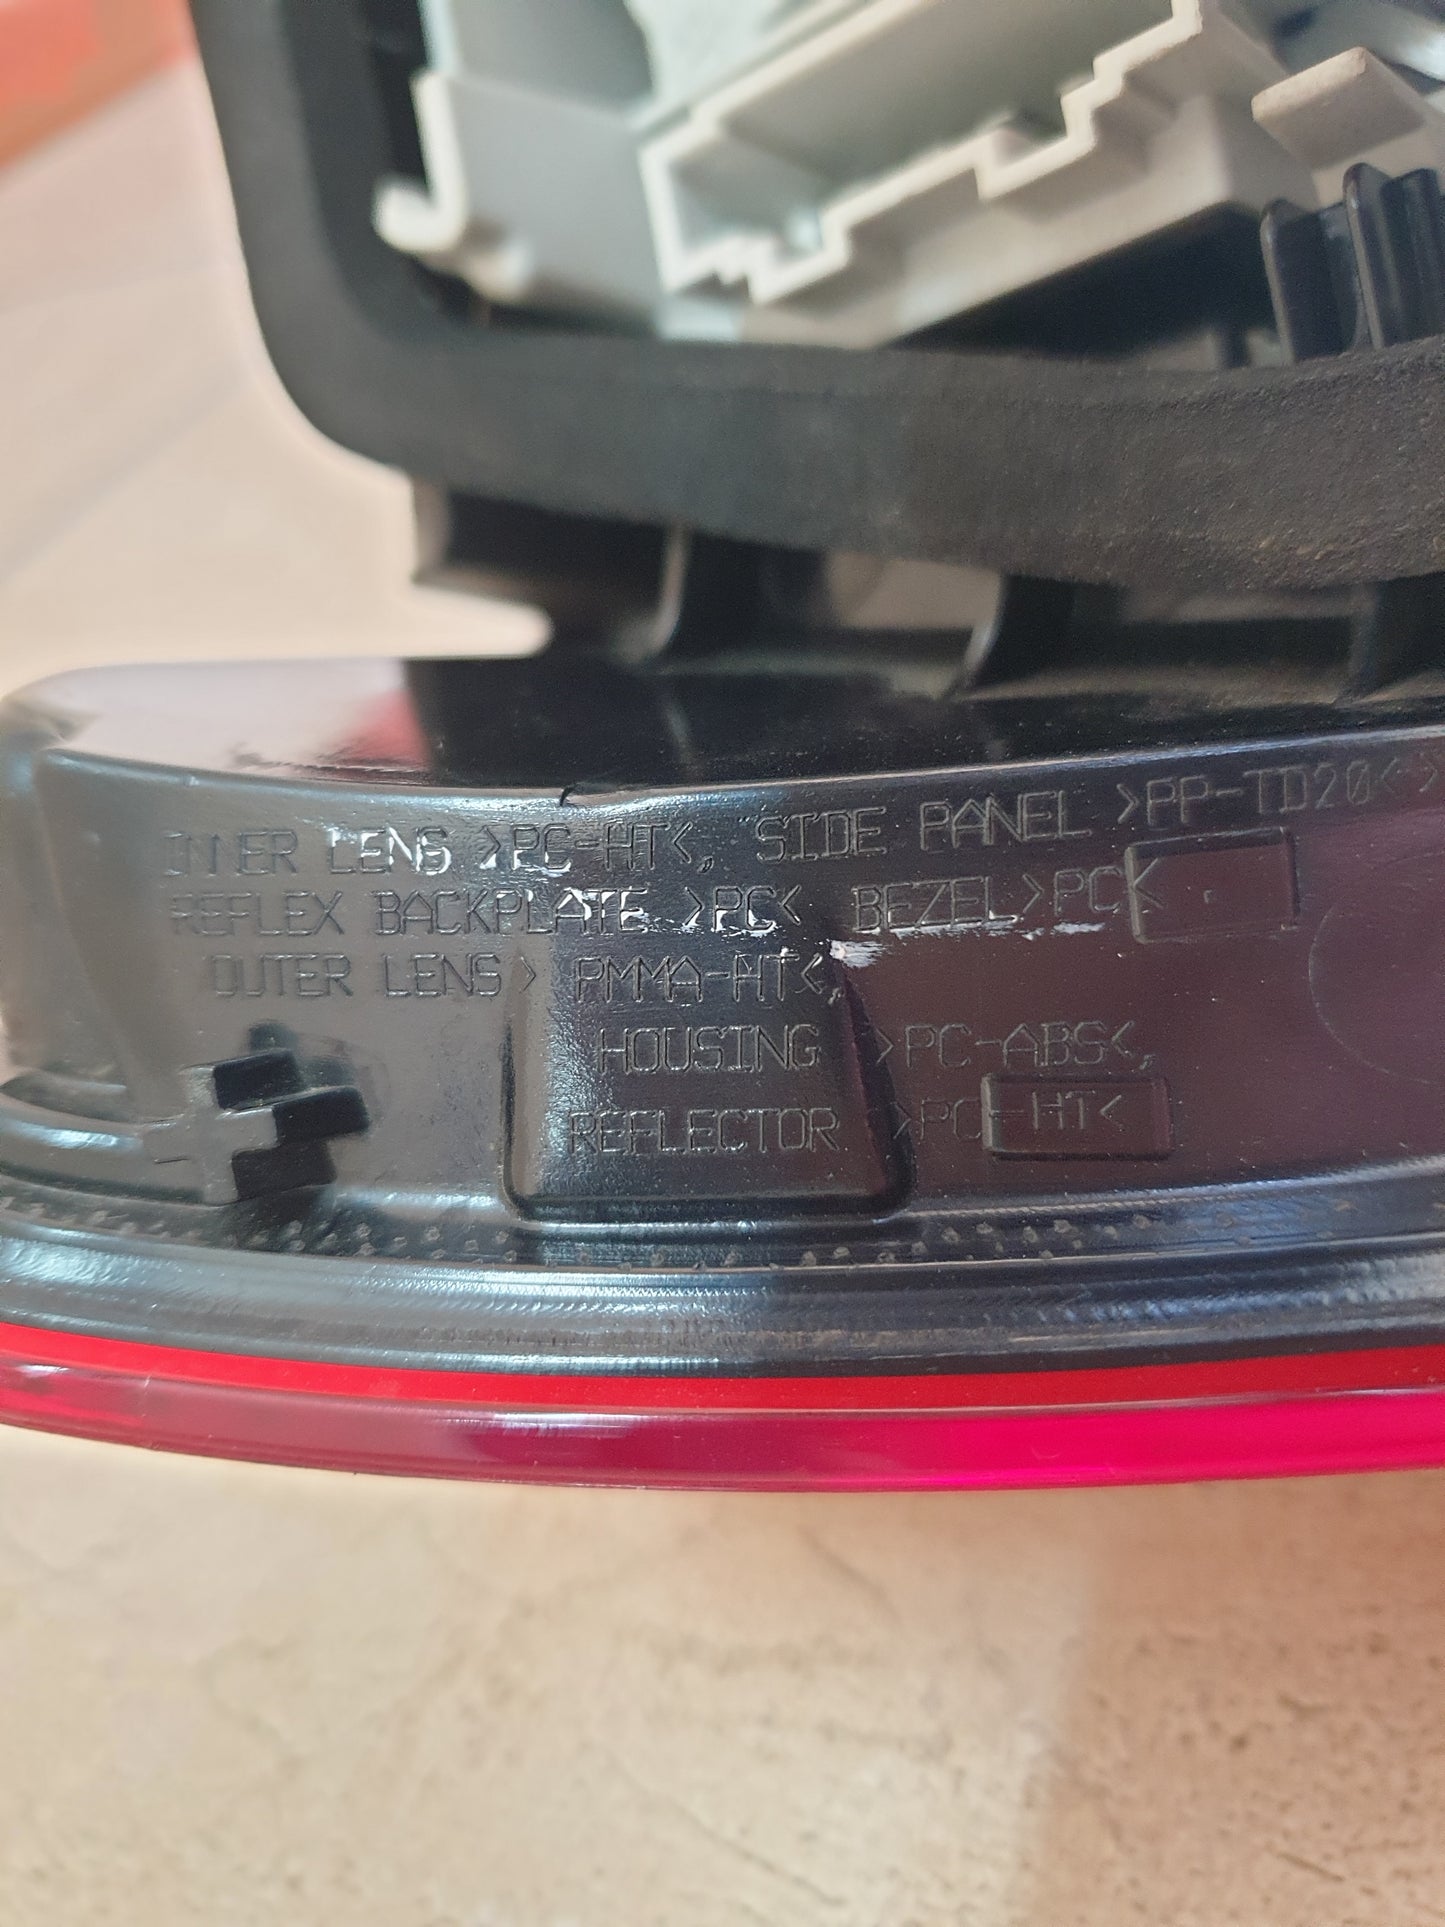 INNER LENS >PC-HT<, SIDE PANEL >PP-TD20<>
REFLEX BACKPLATE >PC< BEZEL>PC<
OUTER LENS> PMMA-HT<,
HOUSING >PC-ABS<,
REFLECTOR >PC-HT<